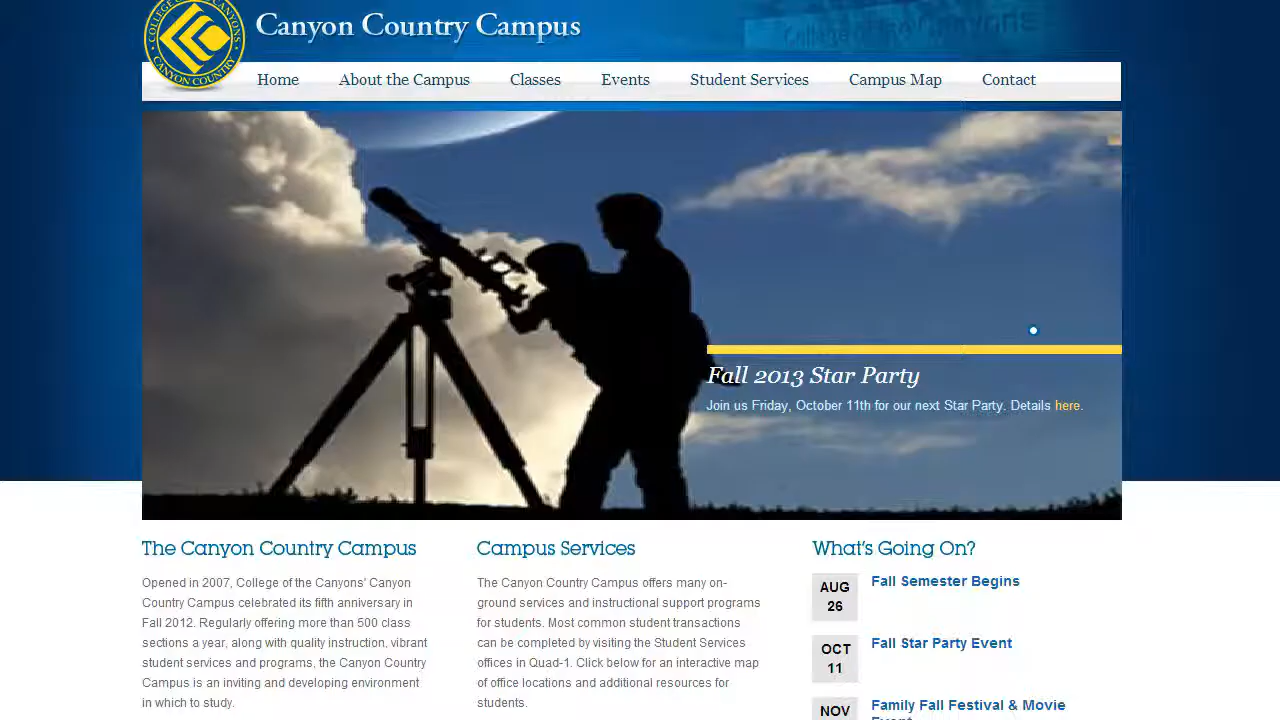 COLLEGE OF THE CANYONS
CANYON COUNTRY
Canyon Country Campus
Home About the Campus Classes Events Student Services Campus Map Contact
Fall 2013 Star Party
Join us Friday, October 11th for our next Star Party. Details here.
The Canyon Country Campus
Opened in 2007, College of the Canyons' Canyon
Country Campus celebrated its fifth anniversary in
Fall 2012. Regularly offering more than 500 class
sections a year, along with quality instruction, vibrant
student services and programs, the Canyon Country
Campus is an inviting and developing environment
in which to study.
Campus Services
The Canyon Country Campus offers many on-
ground services and instructional support programs
for students. Most common student transactions
can be completed by visiting the Student Services
offices in Quad-1. Click below for an interactive map
of office locations and additional resources for
students.
What's Going On?
AUG
26
Fall Semester Begins
OCT
11
Fall Star Party Event
NOV
Family Fall Festival & Movie
Event